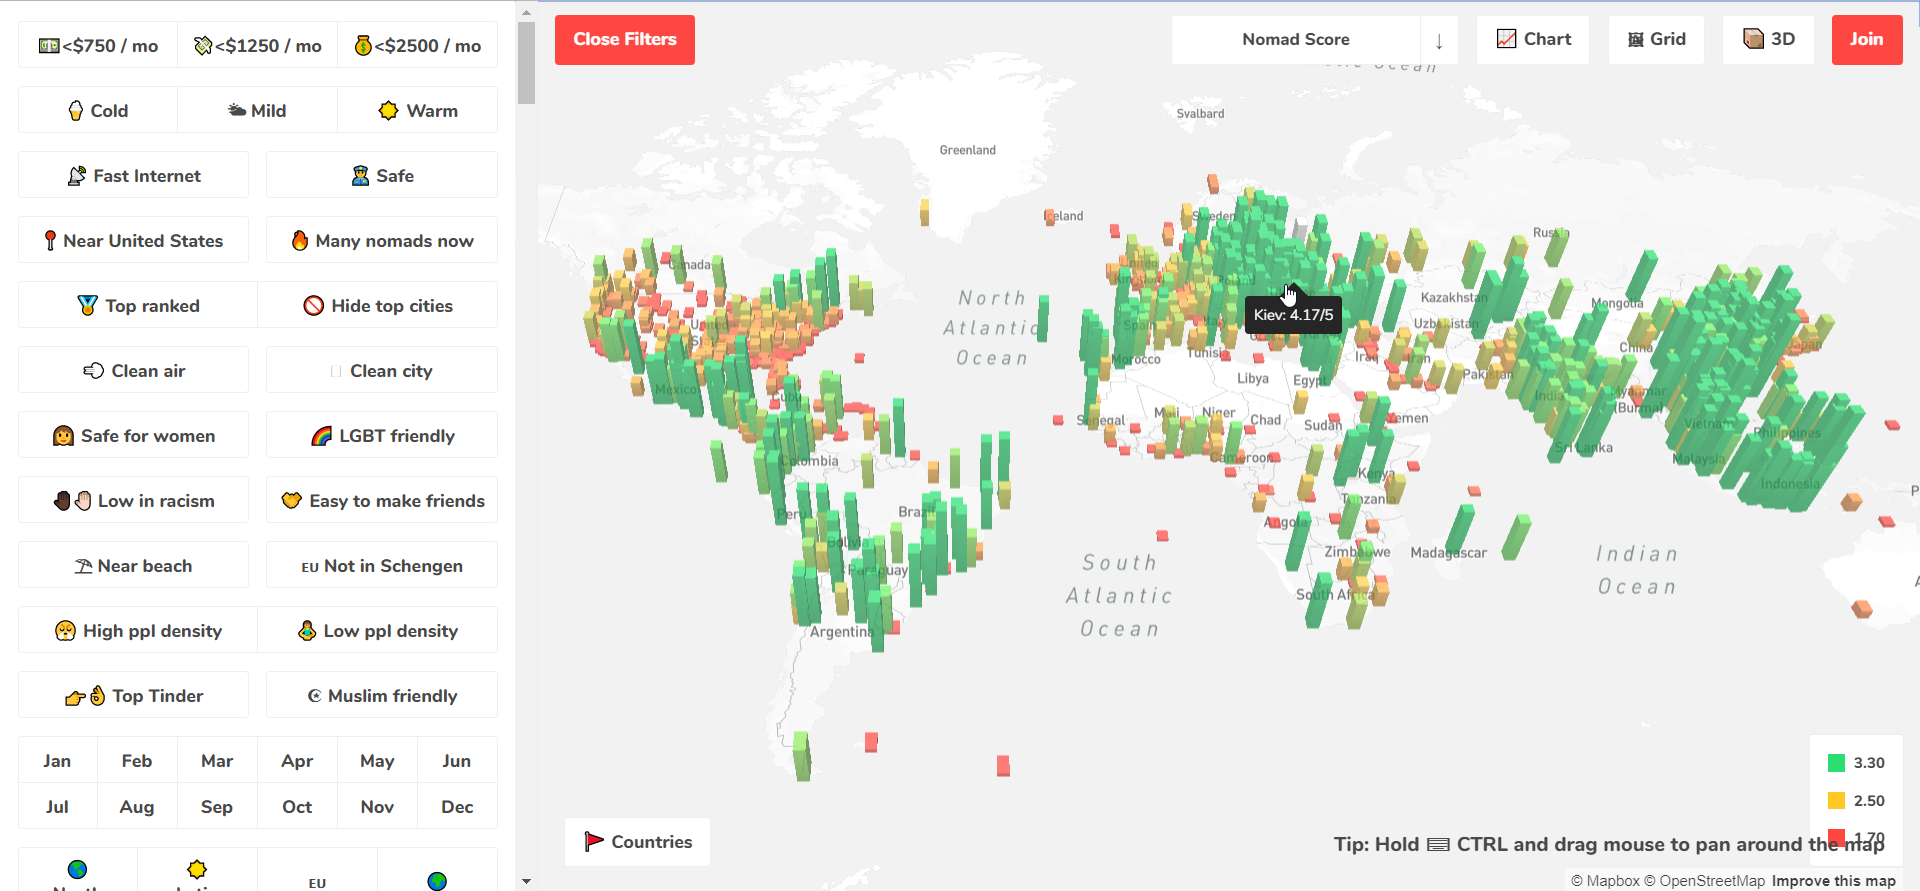 <$750 / mo
<$1250 / mo
<$2500 / mo
Cold
Mild
Warm
Fast Internet
Safe
Near United States
Many nomads now
Top ranked
Hide top cities
Clean air
Clean city
Safe for women
LGBT friendly
Low in racism
Easy to make friends
Near beach
EU Not in Schengen
High ppl density
Low ppl density
Top Tinder
Muslim friendly
Jan
Feb
Mar
Apr
May
Jun
Jul
Aug
Sep
Oct
Nov
Dec
EU
Close Filters
Nomad Score
↓
Chart
Grid
3D
Join
Ocean
Svalbard
Greenland
Iceland
Sweden
Russia
Canada
Kazakhstan
Mongolia
North
Atlantic
Ocean
Kiev: 4.17/5
Spain
Uzbekistan
China
Japan
Morocco
Tunisia
Iraq
Iran
Pakistan
Libya
Egypt
Mexico
Cuba
India
Myanmar
(Burma)
Senegal
Mali
Niger
Chad
Sudan
Yemen
Vietnam
Philippines
Sri Lanka
Malaysia
Colombia
Cameroon
Kenya
Indonesia
Tanzania
Peru
Brazil
Angola
Bolivia
Zimbabwe
Madagascar
Paraguay
South
Atlantic
Ocean
Indian
Ocean
South Africa
Argentina
3.30
2.50
1.70
Countries
Tip: Hold CTRL and drag mouse to pan around the map
© Mapbox © OpenStreetMap Improve this map